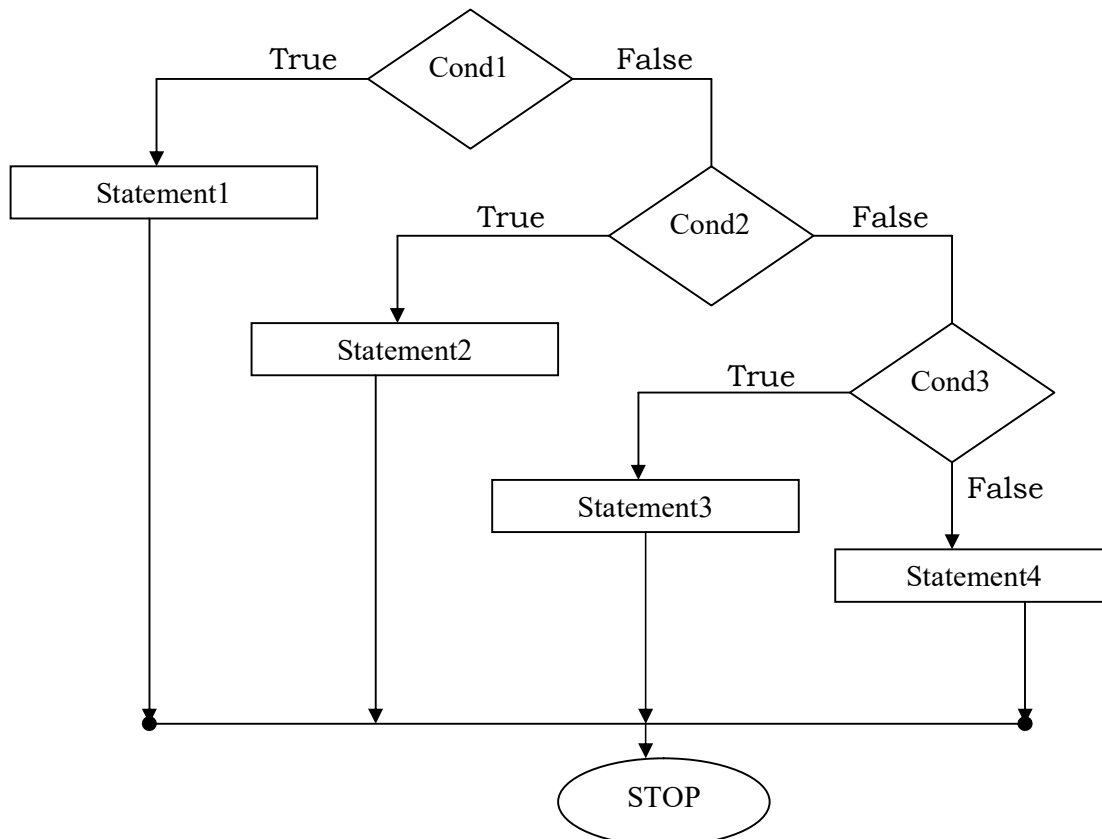 True
Cond1
False
Statement1
True
Cond2
False
Statement2
True
Cond3
Statement3
False
Statement4
STOP